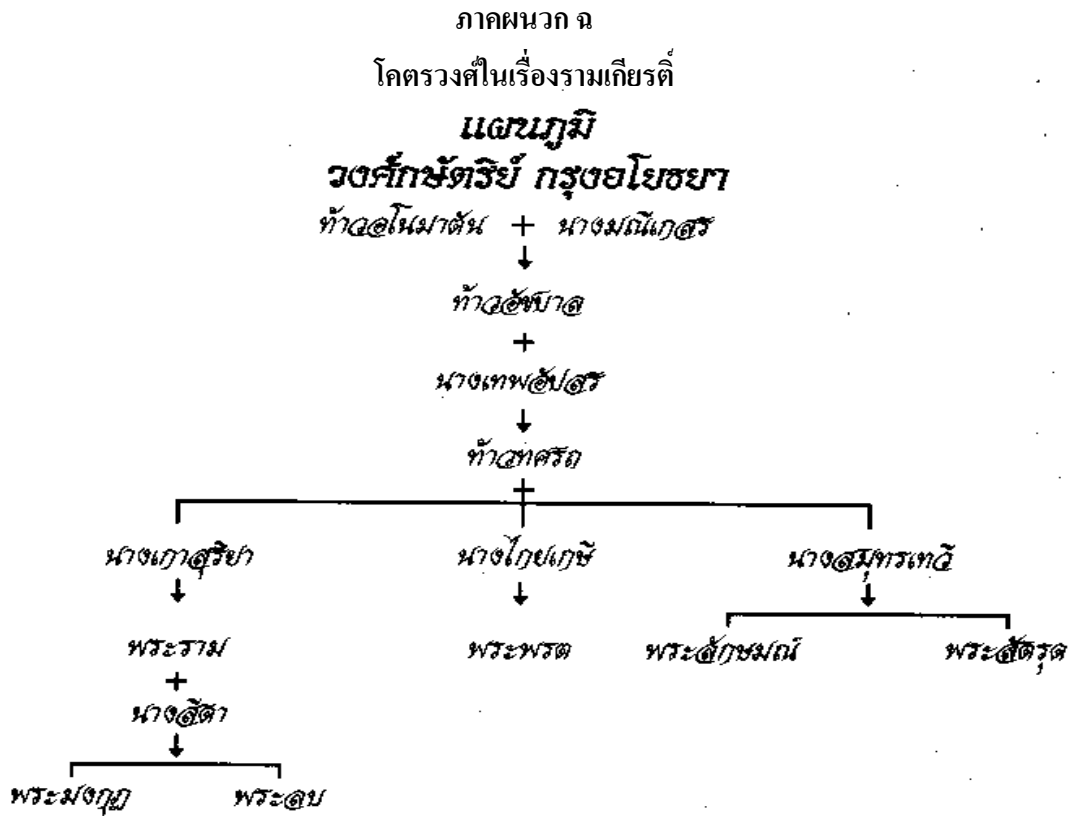 ภาคผนวก ฉ
โคตรวงศ์ในเรื่องรามเกียรติ์
แผนภูมิ
วงศ์กษัตริย์ กรุงอโยธยา
ท้าวอโนมาตัน + นางมณีเกสร
ท้าวอัชบาล
+
นางเทพอัปสร
ท้าวทศรถ
+
นางเกาสุริยา นางไกยเกษี นางสมุทรเทวี
พระราม พระพรต พระลักษมณ์ พระสัตรุด
+
นางสีดา
พระมงกุฎ พระลบ